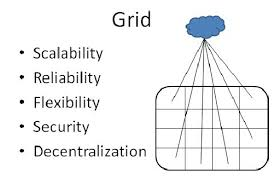 Grid
• Scalability
• Reliability
• Flexibility
• Security
• Decentralization